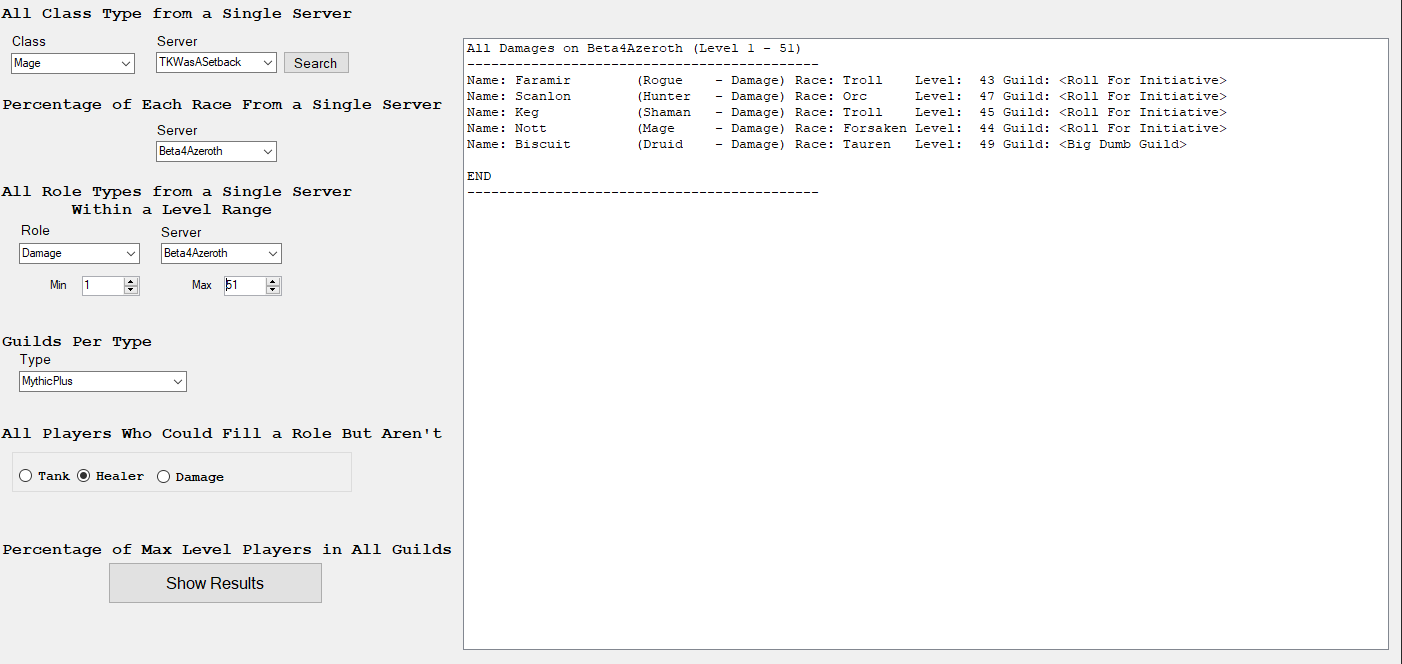 All Class Type from a Single Server
Class
Server
Mage
TKWasASetback
Search
Percentage of Each Race From a Single Server
Server
Beta4Azeroth
All Role Types from a Single Server
Within a Level Range
Role
Server
Damage
Beta4Azeroth
Min
1
Max
51
Guilds Per Type
Type
MythicPlus
All Players Who Could Fill a Role But Aren't
Tank
Healer
Damage
Percentage of Max Level Players in All Guilds
Show Results
All Damages on Beta4Azeroth (Level 1 - 51)
--------------------------------------------
Name: Faramir        (Rogue    - Damage) Race: Troll    Level:  43 Guild: <Roll For Initiative>
Name: Scanlon        (Hunter   - Damage) Race: Orc      Level:  47 Guild: <Roll For Initiative>
Name: Keg            (Shaman   - Damage) Race: Troll    Level:  45 Guild: <Roll For Initiative>
Name: Nott           (Mage     - Damage) Race: Forsaken Level:  44 Guild: <Roll For Initiative>
Name: Biscuit        (Druid    - Damage) Race: Tauren   Level:  49 Guild: <Big Dumb Guild>
END
--------------------------------------------